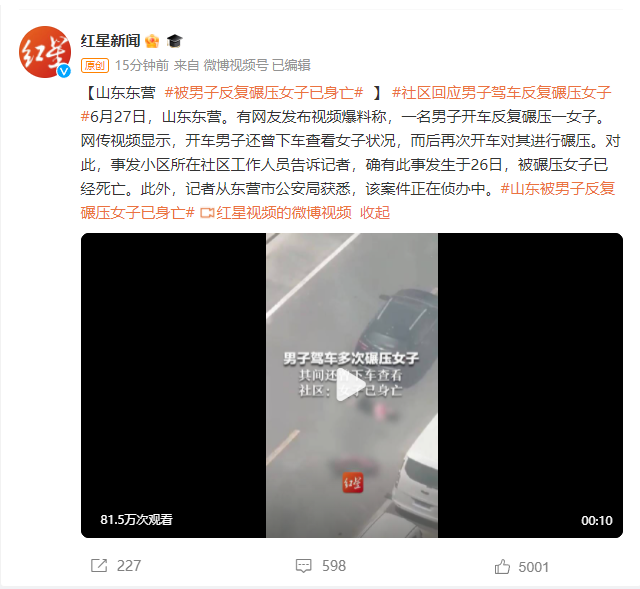 红星
红星新闻
原创 15分钟前 来自 微博视频号 已编辑
【山东东营 #被男子反复碾压女子已身亡# 】 #社区回应男子驾车反复碾压女子
#6月27日，山东东营。有网友发布视频爆料称，一名男子开车反复碾压一女子。
网传视频显示，开车男子还曾下车查看女子状况，而后再次开车对其进行碾压。对
此，事发小区所在社区工作人员告诉记者，确有此事发生于26日，被碾压女子已
经死亡。此外，记者从东营市公安局获悉，该案件正在侦办中。#山东被男子反复
碾压女子已身亡# 红星视频的微博视频 收起
男子驾车多次碾压女子
其间还曾下车查看
社区：女子已身亡
红星
81.5万次观看
00:10
227
598
5001